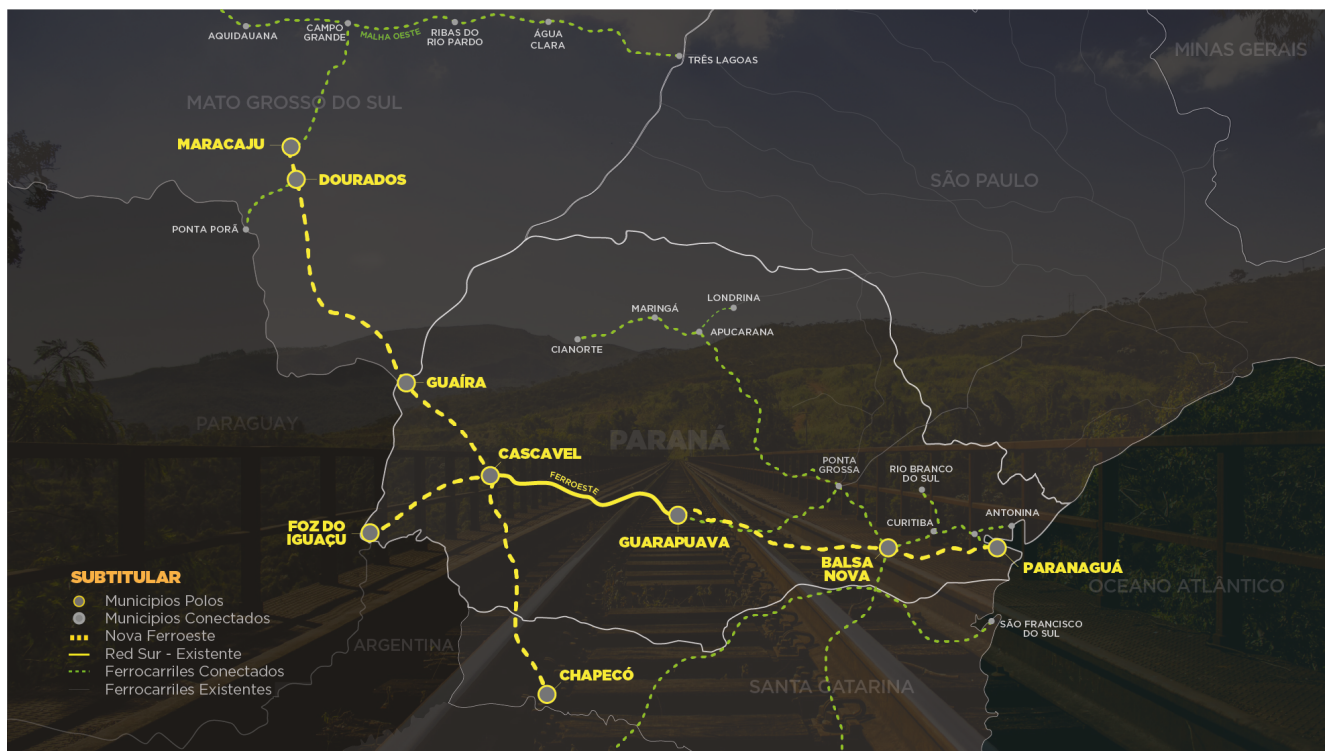 AQUIDAUANA
CAMPO
GRANDE
MALHA OESTE
RIBAS DO
RIO PARDO
ÁGUA
CLARA
TRÊS LAGOAS
MINAS GERAIS
MATO GROSSO DO SUL
MARACAJU
DOURADOS
SÃO PAULO
PONTA PORÃ
LONDRINA
MARINGÁ
APUCARANA
CIANORTE
GUAÍRA
PARAGUAY
PARANÁ
CASCAVEL
FERROESTE
PONTA
GROSSA
RIO BRANCO
DO SUL
ANTONINA
CURITIBA
FOZ DO
IGUAÇU
GUARAPUAVA
BALSA
NOVA
PARANAGUÁ
OCEANO ATLÂNTICO
SÃO FRANCISCO
DO SUL
ARGENTINA
CHAPECÓ
SANTA CATARINA
SUBTITULAR
Municipios Polos
Municipios Conectados
Nova Ferroeste
Red Sur - Existente
Ferrocarriles Conectados
Ferrocarriles Existentes